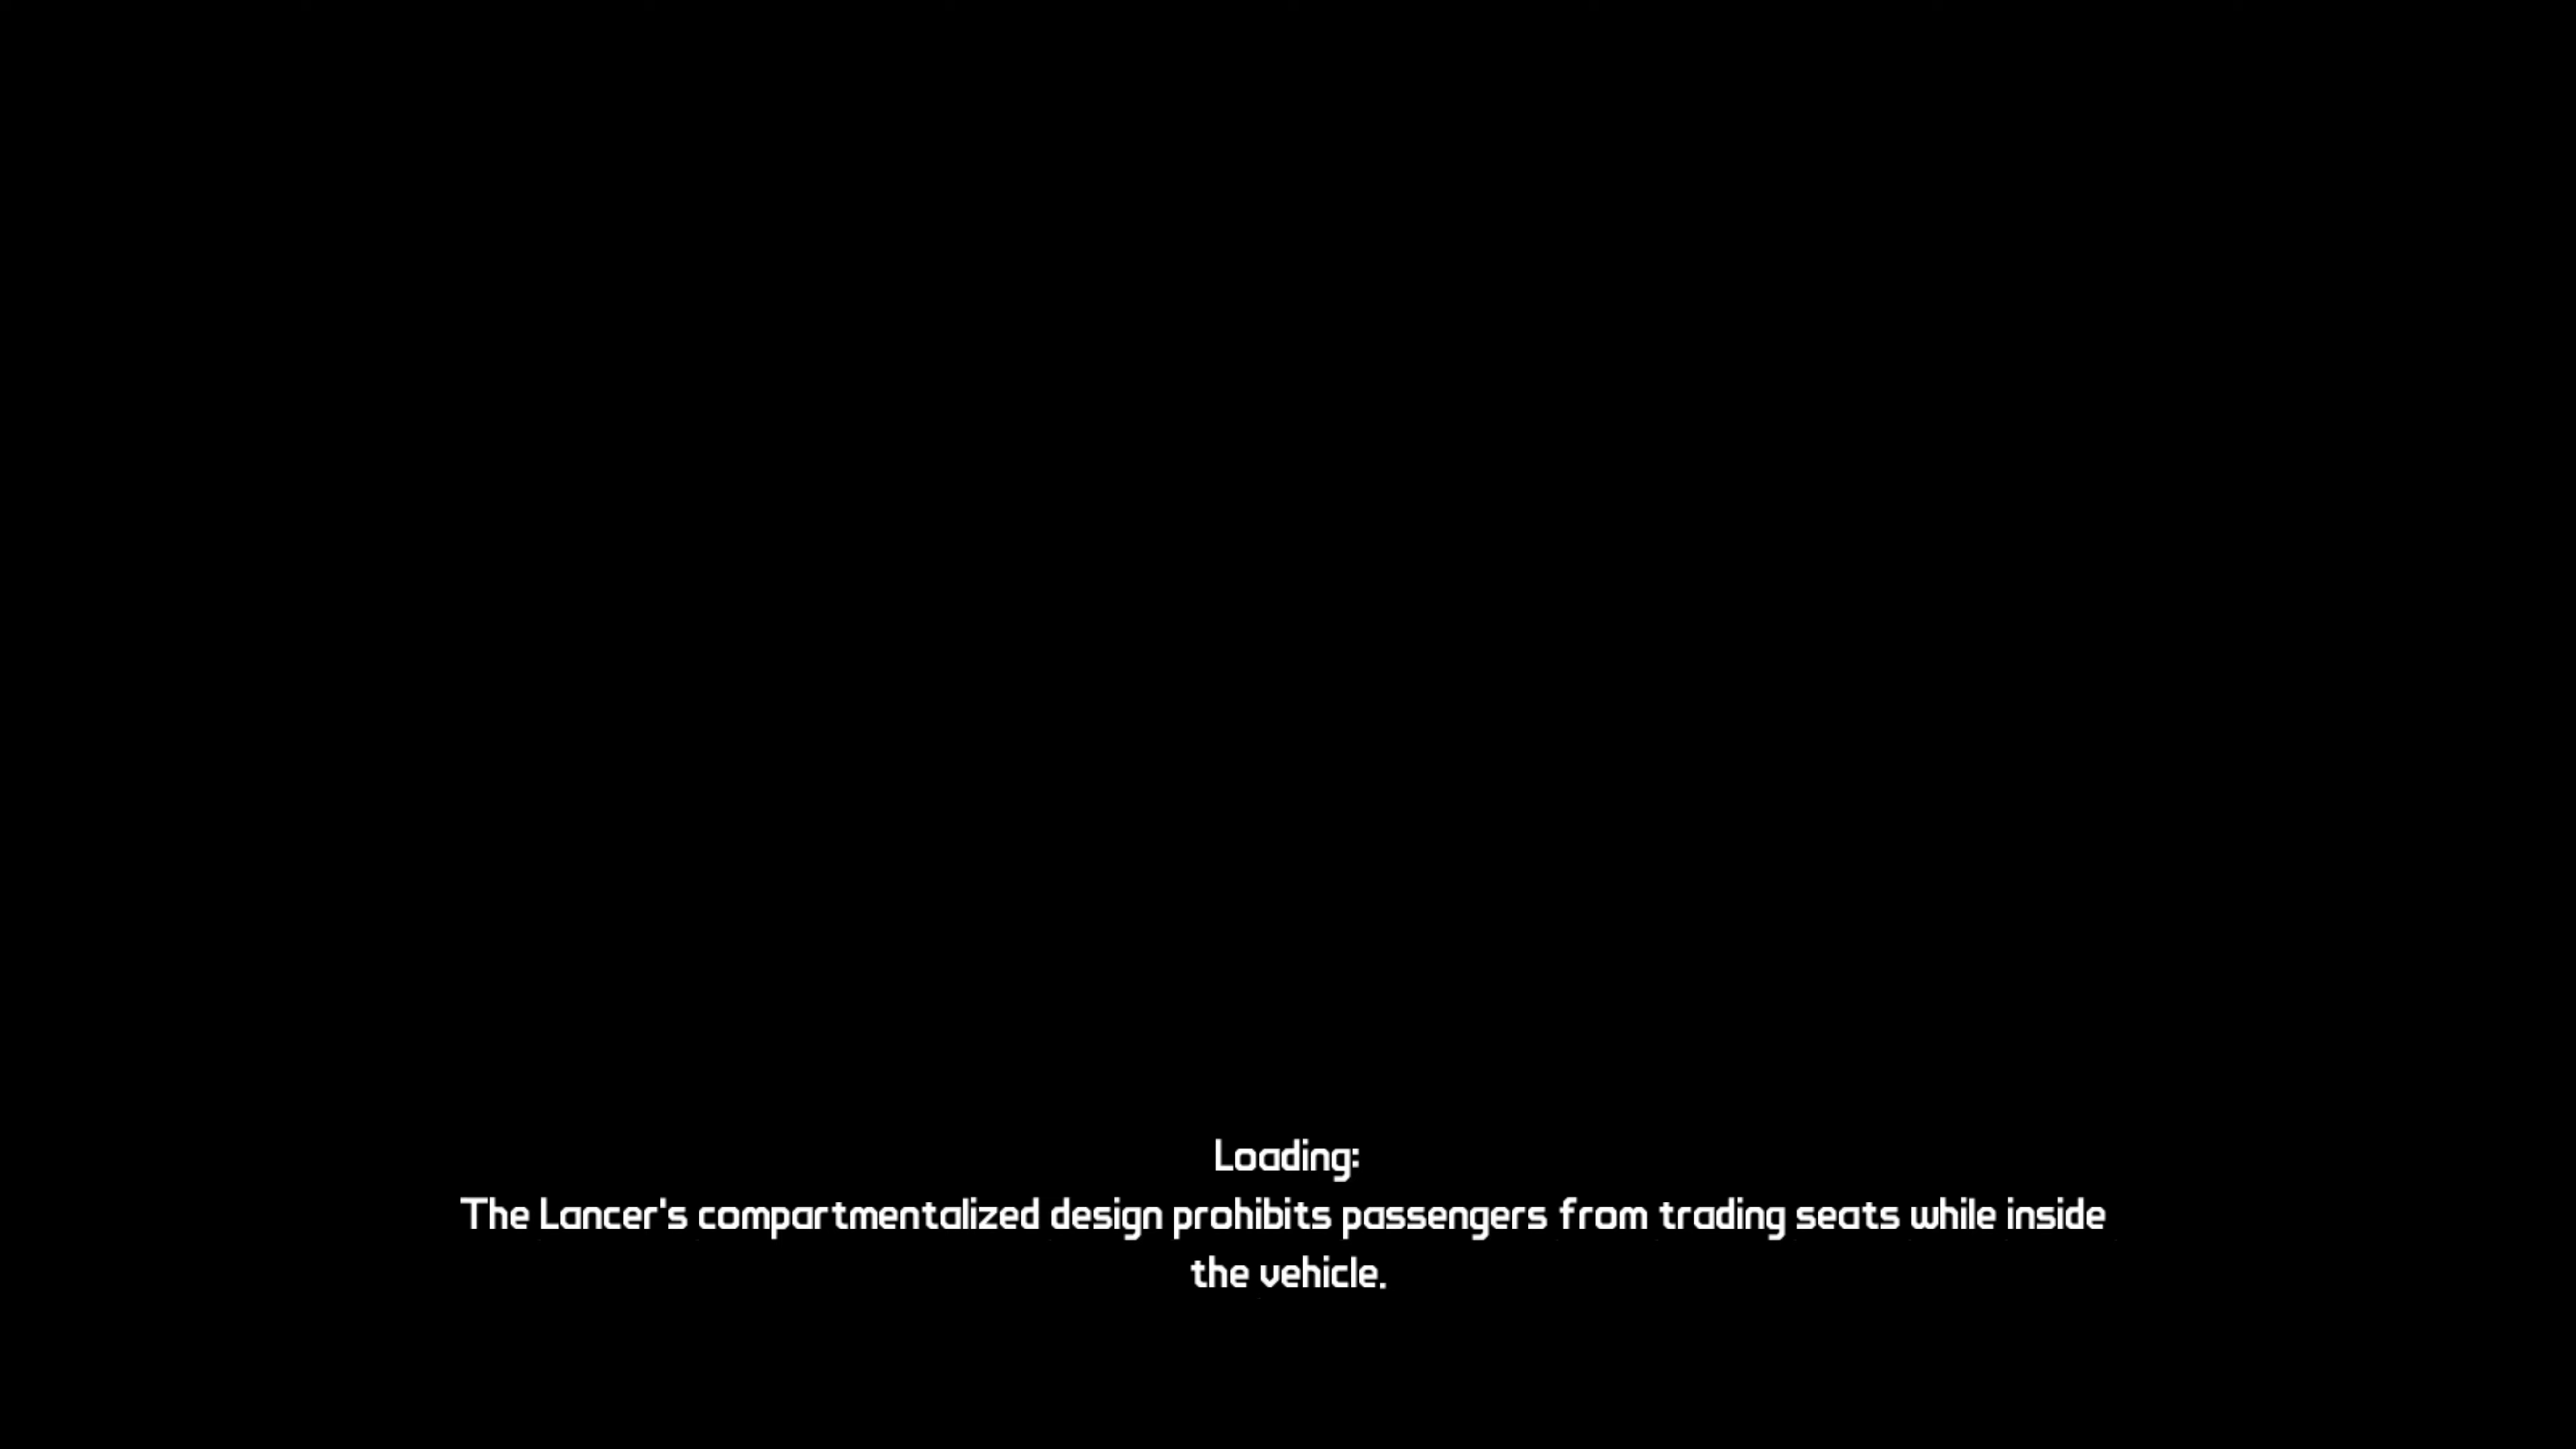 Loading:
The Lancer's compartmentalized design prohibits passengers from trading seats while inside
the vehicle.